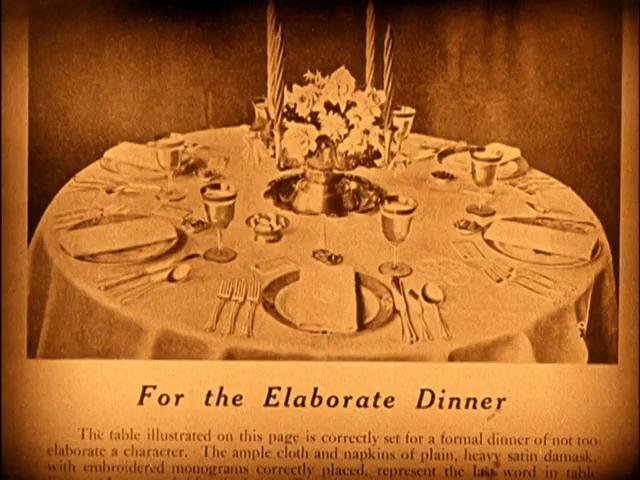 For the Elaborate Dinner
The table illustrated on this page is correctly set for a formal dinner of not too
elaborate a character. The ample cloth and napkins of plain, heavy satin damask,
with embroidered monograms correctly placed, represent the last word in table